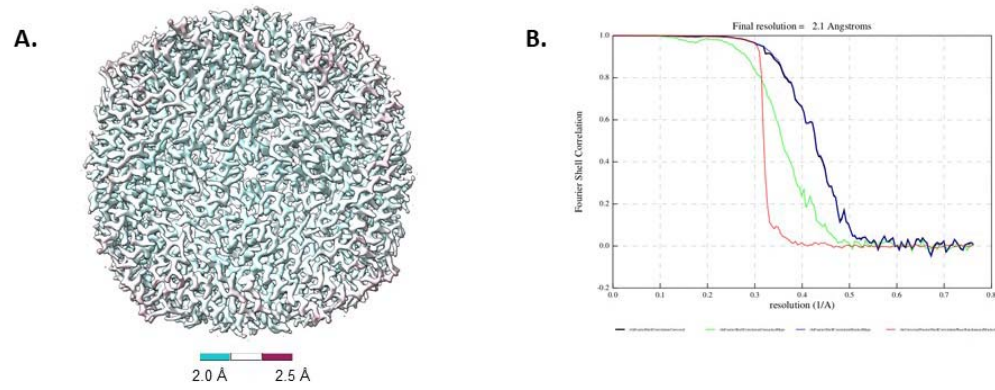 A.
2.0 Å 2.5 Å
B.
Final resolution = 2.1 Angstroms
Fourier Shell Correlation
1.0
0.8
0.6
0.4
0.2
0.0
-0.2
0.0 0.1 0.2 0.3 0.4 0.5 0.6 0.7 0.8
resolution (1/A)